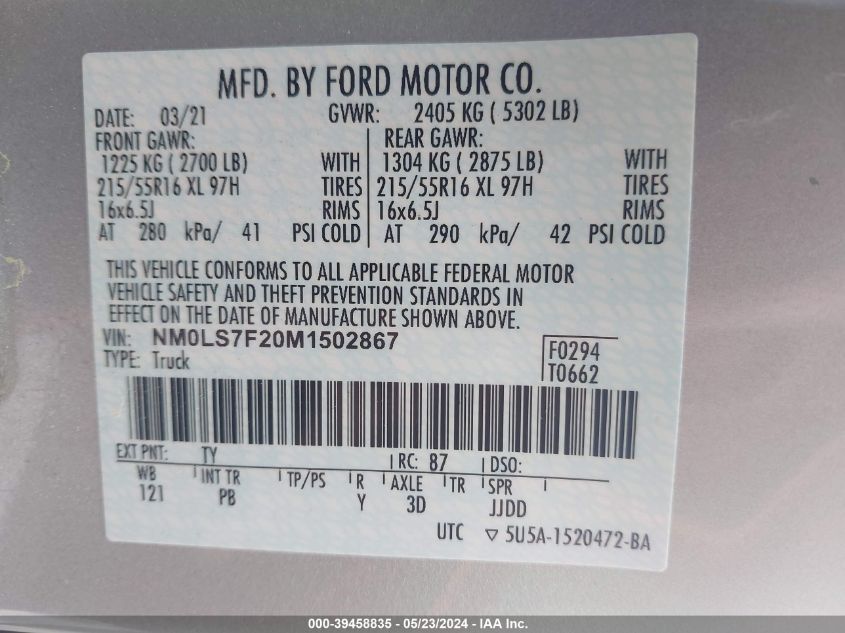 MFD. BY FORD MOTOR CO.
DATE: 03/21 GVWR: 2405 KG ( 5302 LB)
FRONT GAWR: REAR GAWR:
1225 KG ( 2700 LB) WITH 1304 KG ( 2875 LB) WITH
215/55R16 XL 97H TIRES 215/55R16 XL 97H TIRES
16x6.5J RIMS 16x6.5J RIMS
AT 280 kPa/ 41 PSI COLD AT 290 kPa/ 42 PSI COLD
THIS VEHICLE CONFORMS TO ALL APPLICABLE FEDERAL MOTOR
VEHICLE SAFETY AND THEFT PREVENTION STANDARDS IN
EFFECT ON THE DATE OF MANUFACTURE SHOWN ABOVE.
VIN: NM0LS7F20M1502867 F0294
TYPE: Truck T0662
EXT PNT: TY RC: 87 DSO:
WB INT TR TP/PS R AXLE TR SPR
121 PB Y 3D JJDD
UTC ▽ 5U5A-1520472-BA
000-39458835 - 05/23/2024 - IAA Inc.